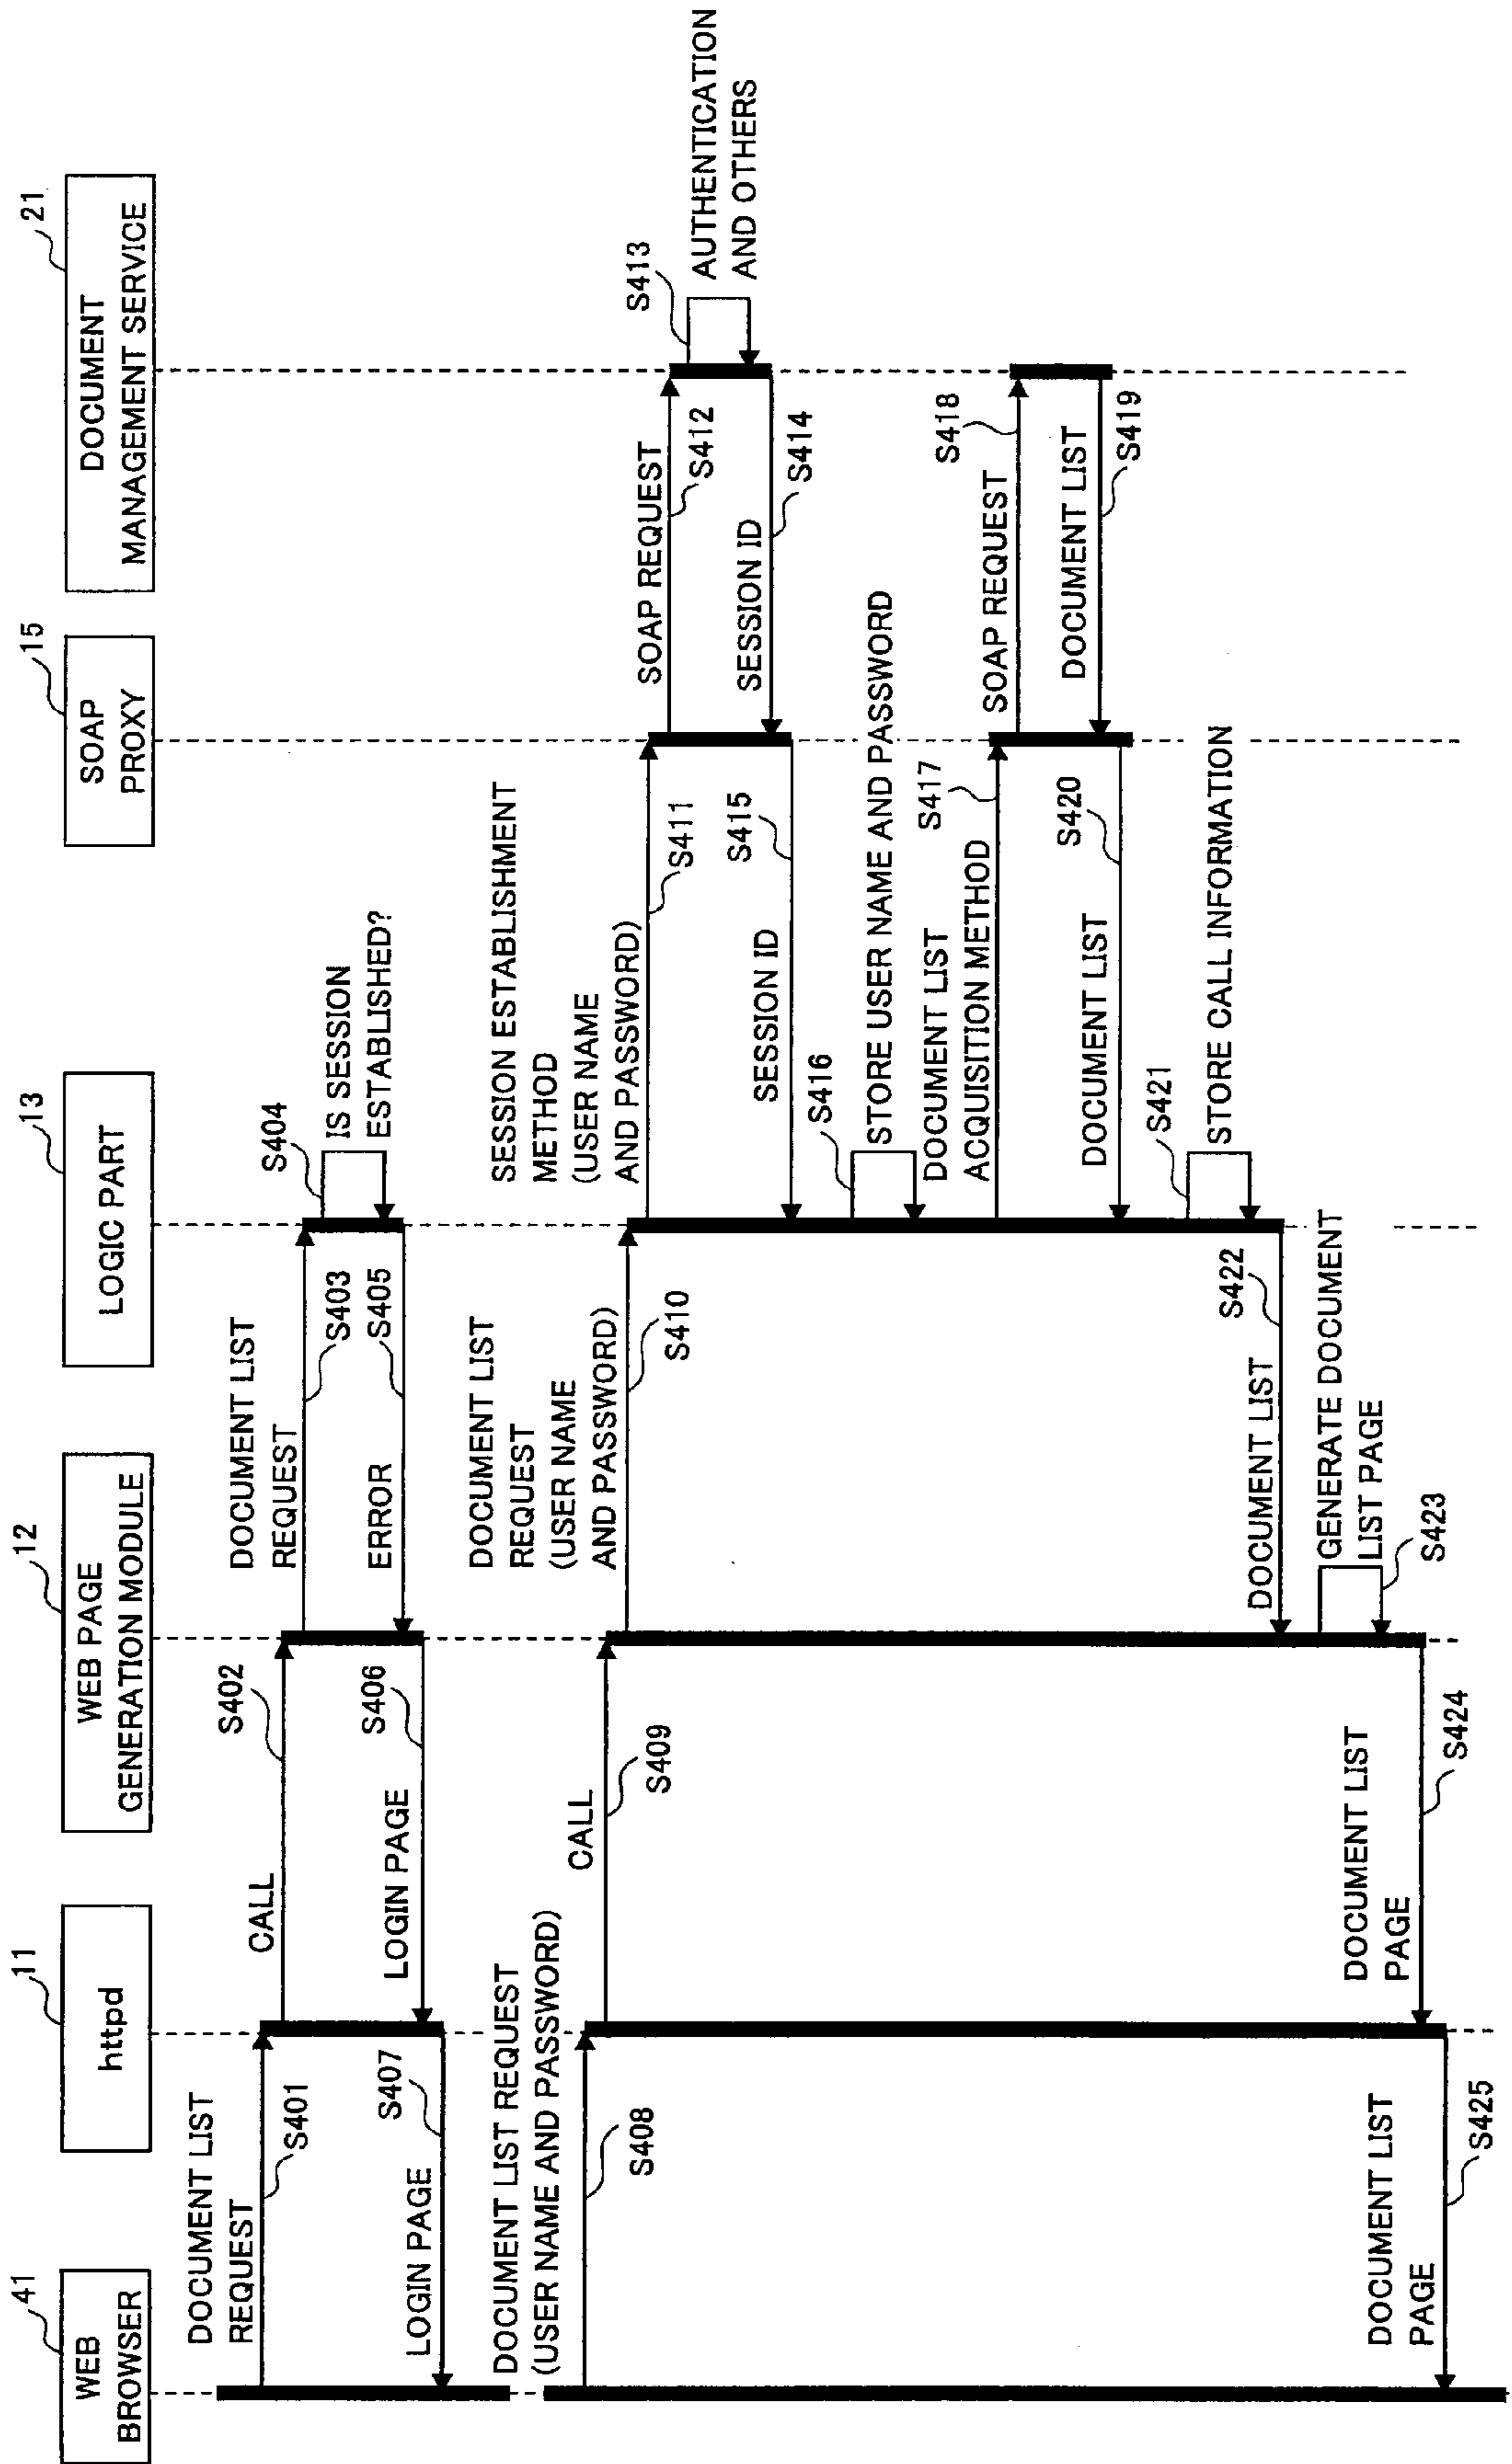 41
WEB
BROWSER
11
httpd
12
WEB PAGE
GENERATION MODULE
13
LOGIC PART
15
SOAP
PROXY
21
DOCUMENT
MANAGEMENT SERVICE
DOCUMENT LIST
REQUEST
S401
CALL
S402
DOCUMENT LIST
REQUEST
S403
S404
IS SESSION
ESTABLISHED?
ERROR
S405
LOGIN PAGE
S406
LOGIN PAGE
S407
DOCUMENT LIST REQUEST
(USER NAME AND PASSWORD)
S408
CALL
S409
DOCUMENT LIST
REQUEST
(USER NAME
AND PASSWORD)
S410
SESSION ESTABLISHMENT
METHOD
(USER NAME
AND PASSWORD)
S411
SOAP REQUEST
S412
S413
AUTHENTICATION
AND OTHERS
SESSION ID
S414
SESSION ID
S415
S416
STORE USER NAME AND PASSWORD
DOCUMENT LIST
ACQUISITION METHOD
S417
SOAP REQUEST
S418
DOCUMENT LIST
S419
DOCUMENT LIST
S420
S421
STORE CALL INFORMATION
DOCUMENT LIST
S422
GENERATE DOCUMENT
LIST PAGE
S423
DOCUMENT LIST
PAGE
S424
DOCUMENT LIST
PAGE
S425